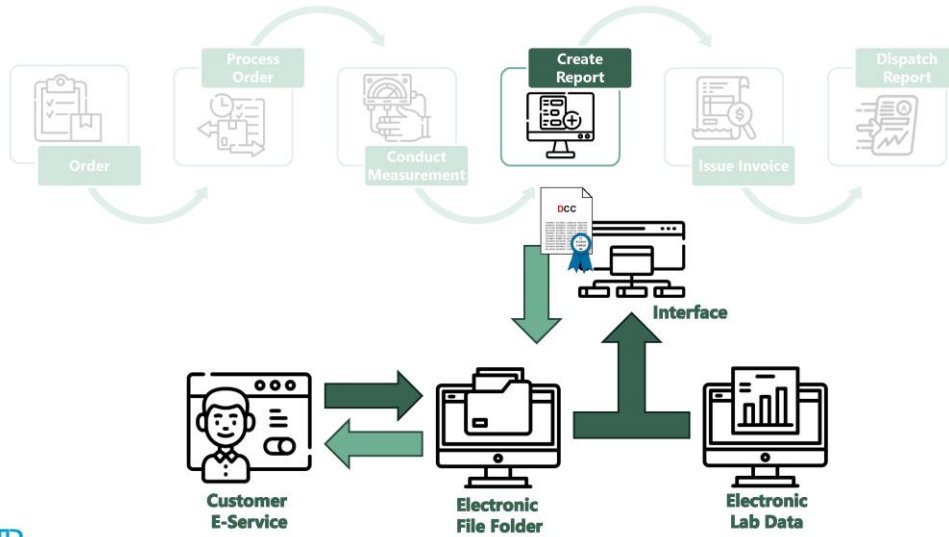 Process
Order
Create
Report
Dispatch
Report
Order
Conduct
Measurement
Issue Invoice
DCC
Interface
Customer
E-Service
Electronic
File Folder
Electronic
Lab Data